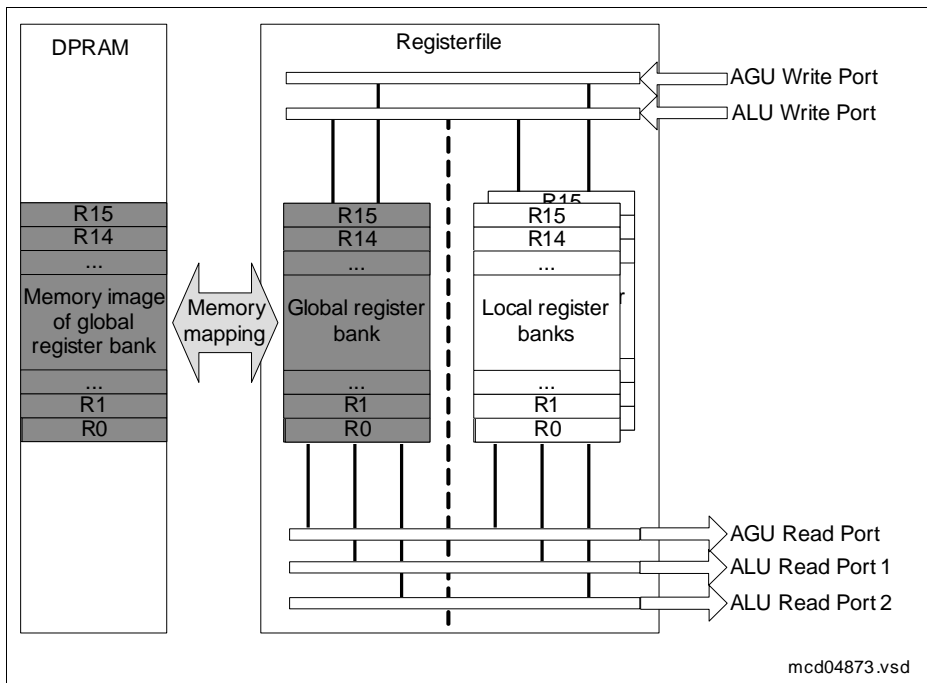 DPRAM
Registerfile
AGU Write Port
ALU Write Port
R15
R15
R15
R15
R14
R14
R14
...
...
...
Memory image
of global
register bank
Memory
mapping
Global register
bank
Local register
banks
...
...
...
R1
R1
R1
R0
R0
R0
AGU Read Port
ALU Read Port 1
ALU Read Port 2
mcd04873.vsd